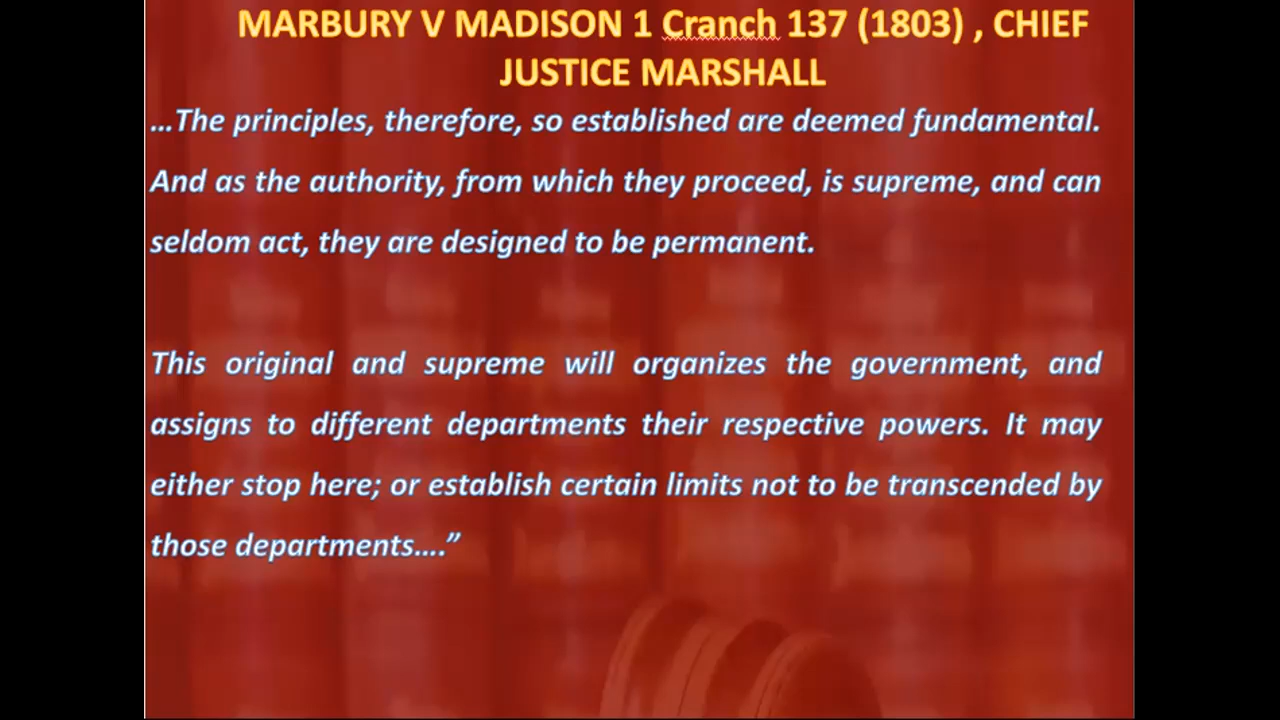 MARBURY V MADISON 1 Cranch 137 (1803) , CHIEF
JUSTICE MARSHALL
…The principles, therefore, so established are deemed fundamental.
And as the authority, from which they proceed, is supreme, and can
seldom act, they are designed to be permanent.
This original and supreme will organizes the government, and
assigns to different departments their respective powers. It may
either stop here; or establish certain limits not to be transcended by
those departments….”